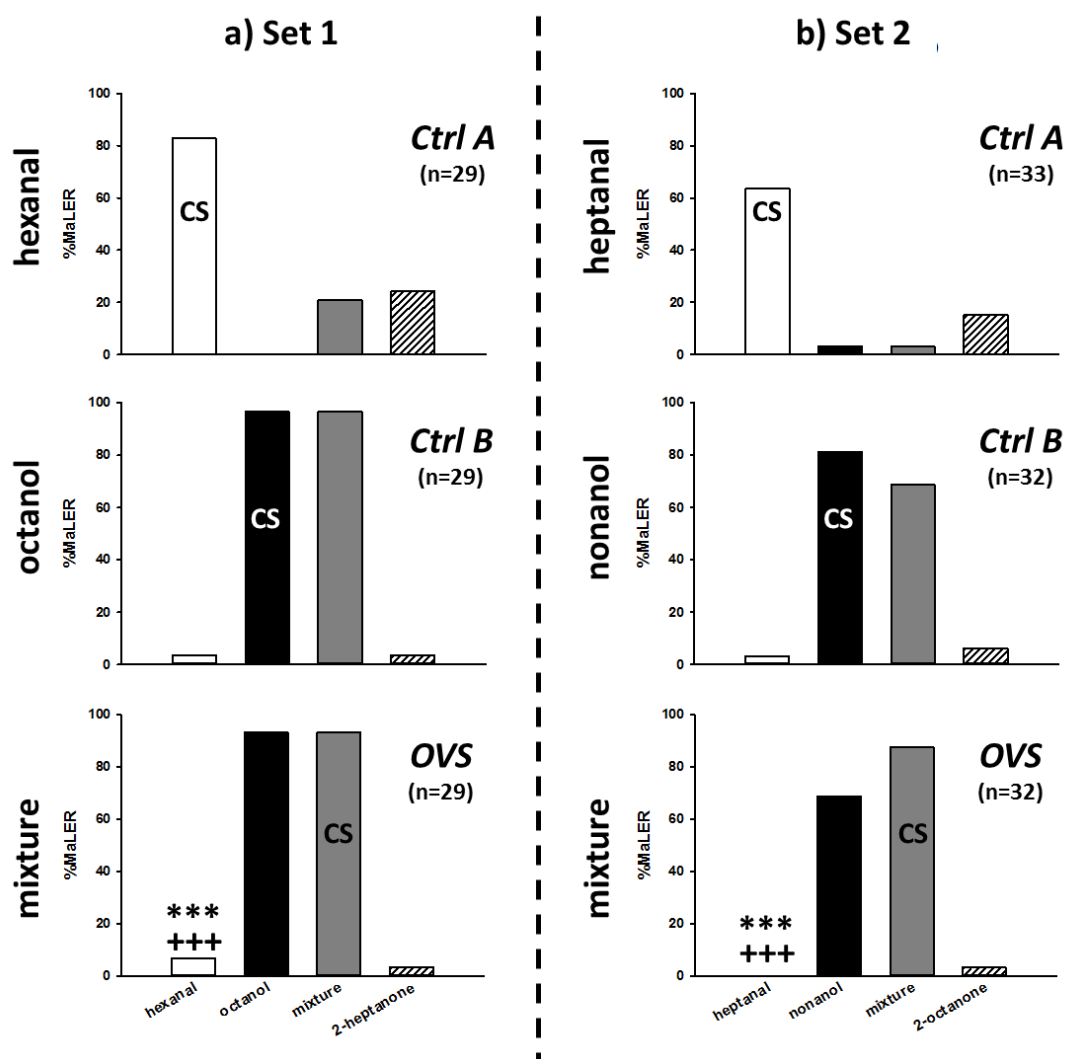 a) Set 1
b) Set 2
hexanal
%MaLER
100
80
60
40
20
0
CS
Ctrl A
(n=29)
heptanal
%MaLER
100
80
60
40
20
0
CS
Ctrl A
(n=33)
octanol
%MaLER
100
80
60
40
20
0
CS
Ctrl B
(n=29)
nonanol
%MaLER
100
80
60
40
20
0
CS
Ctrl B
(n=32)
mixture
%MaLER
100
80
60
40
20
0
***
+++
CS
OVS
(n=29)
hexanal
octanol
mixture
2-heptanone
mixture
%MaLER
100
80
60
40
20
0
***
+++
CS
OVS
(n=32)
heptanal
nonanol
mixture
2-octanone